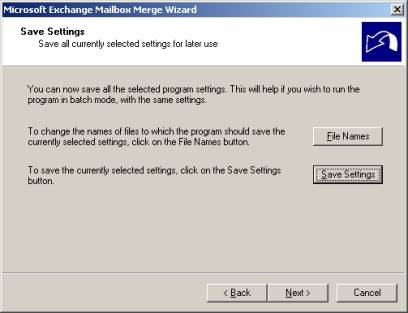 Microsoft Exchange Mailbox Merge Wizard
Save Settings
Save all currently selected settings for later use
You can now save all the selected program settings. This will help if you wish to run the
program in batch mode, with the same settings.
To change the names of files to which the program should save the
currently selected settings, click on the File Names button.
File Names
To save the currently selected settings, click on the Save Settings
button.
Save Settings
< Back
Next >
Cancel